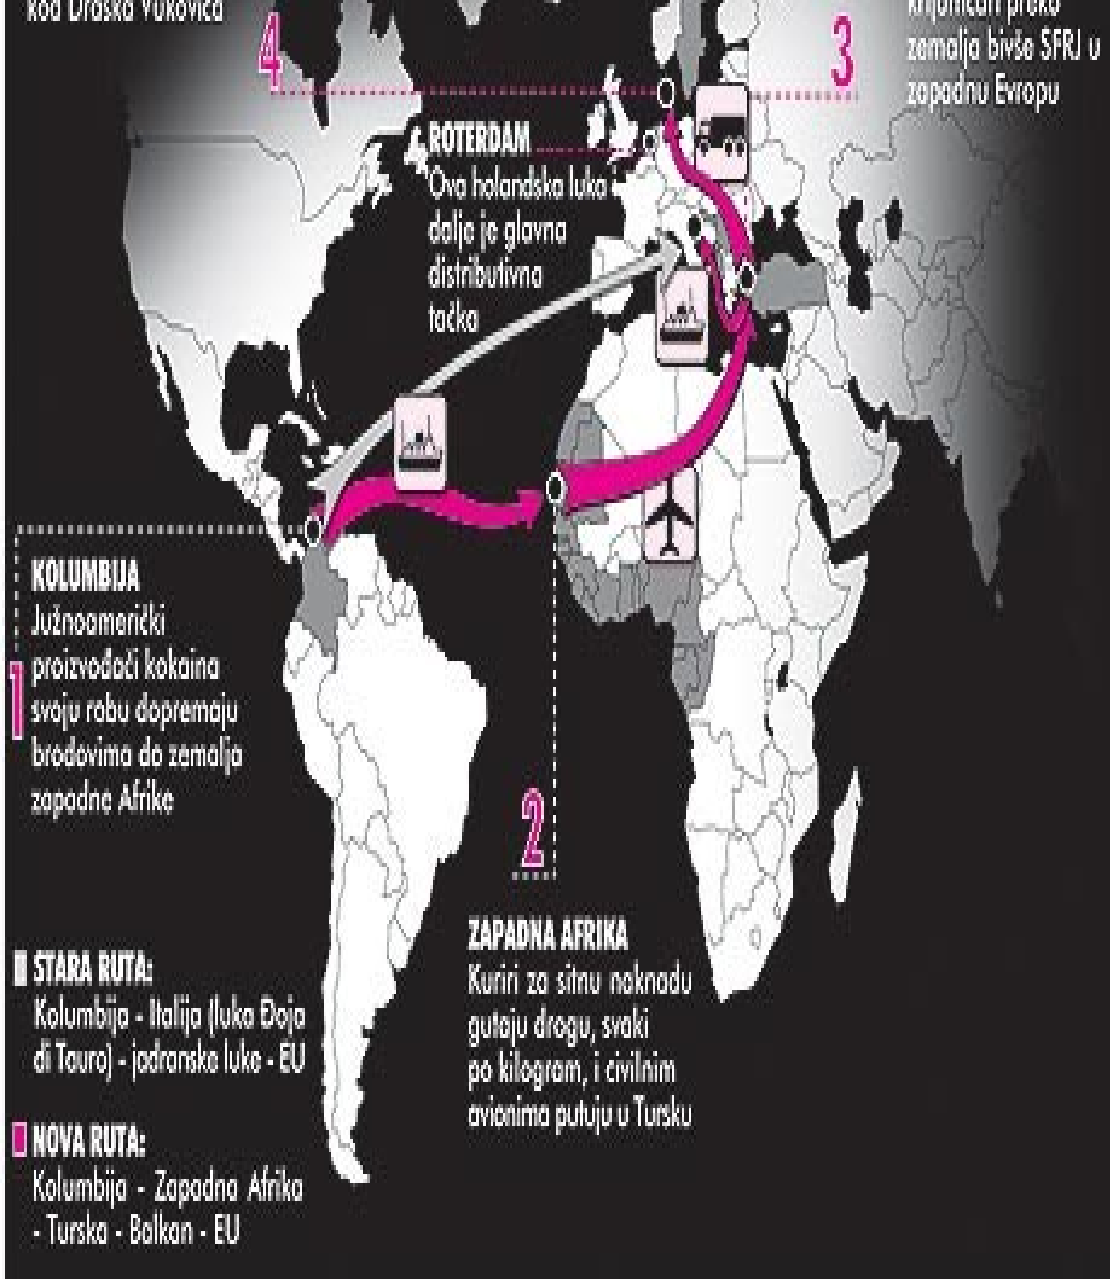 kod Draška Vukovića
4
3
krijumčari preko
zemalja bivše SFRJ u
zapadnu Evropu
ROTERDAM
Ova holandska luka i
dalje je glavna
distributivna
tačka
KOLUMBIJA
Južnoamerički
proizvođači kokaina
svoju robu dopremaju
brodovima do zemalja
zapadne Afrike
1
2
ZAPADNA AFRIKA
Kuriri za sitnu naknadu
gutaju drogu, svaki
po kilogram, i civilnim
avionima putuju u Tursku
STARA RUTA:
Kolumbija - Italija (luka Đoja
di Tauro) - jadranske luke - EU
NOVA RUTA:
Kolumbija - Zapadna Afrika
- Turska - Balkan - EU